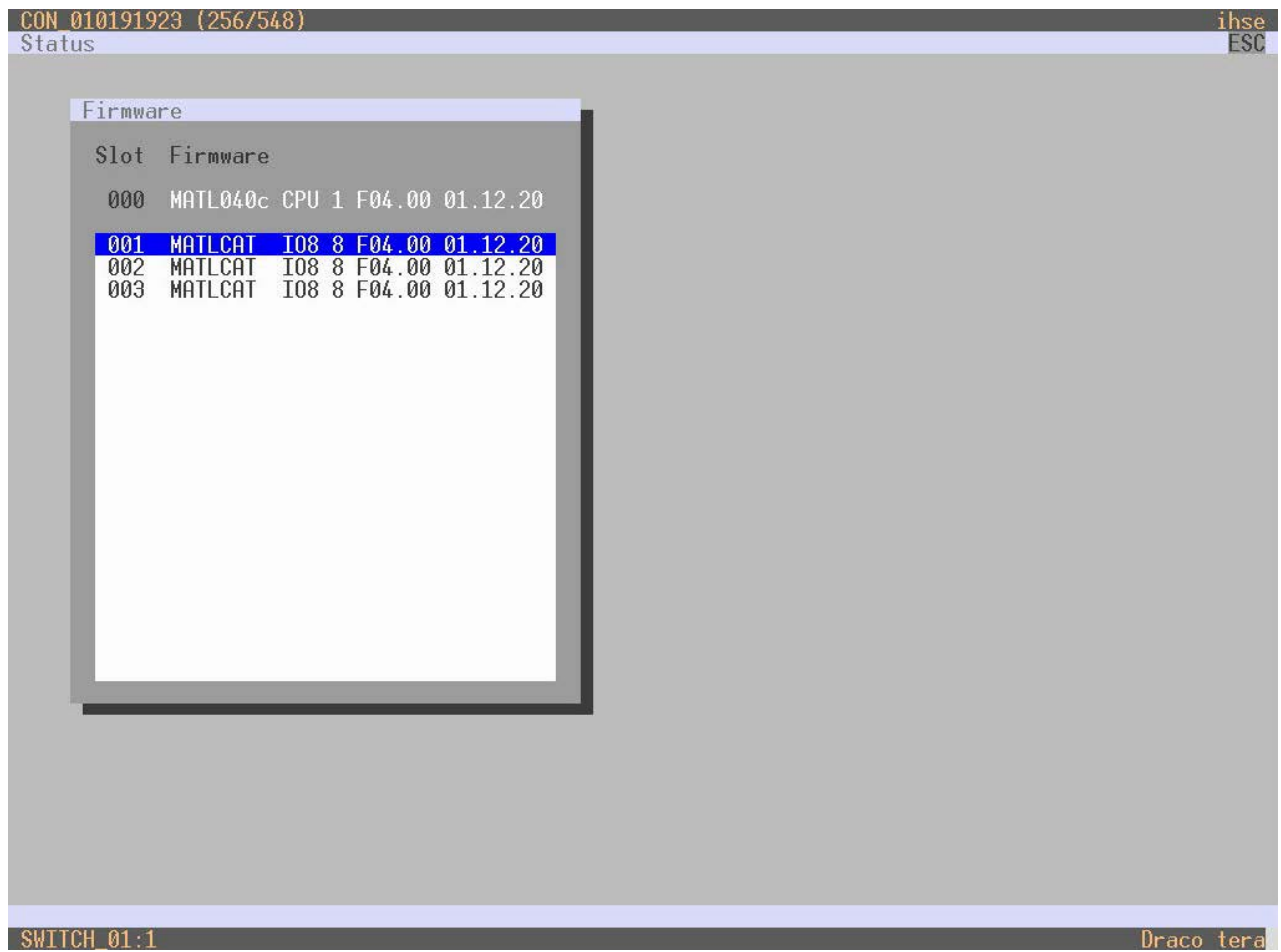 CON_010191923 (256/548) ihse
Status ESC
Firmware
Slot Firmware
000 MATL040c CPU 1 F04.00 01.12.20
001 MATLCAT IO8 8 F04.00 01.12.20
002 MATLCAT IO8 8 F04.00 01.12.20
003 MATLCAT IO8 8 F04.00 01.12.20
SWITCH_01:1 Draco tera